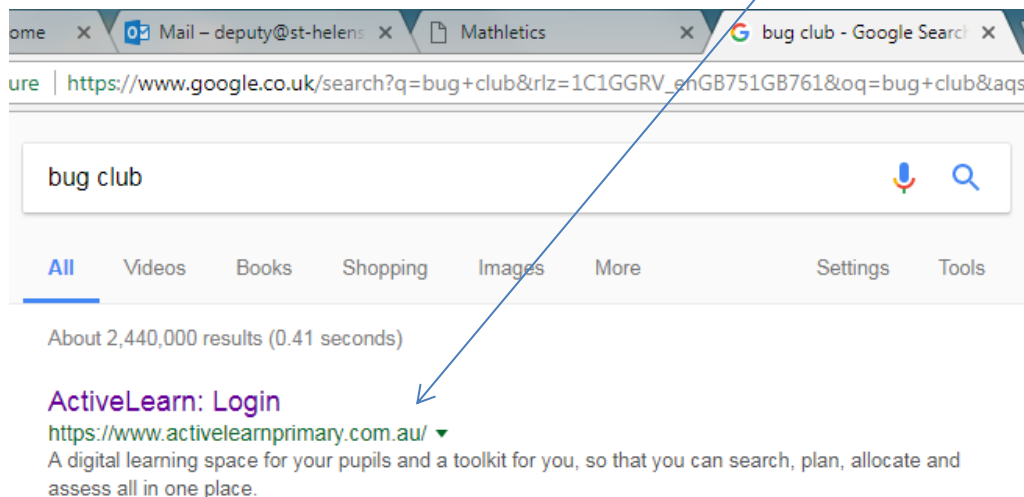 ome Mail – deputy@st-helens Mathletics bug club - Google Search
ure https://www.google.co.uk/search?q=bug+club&rlz=1C1GGRV_enGB751GB761&oq=bug+club&aqs
bug club
All Videos Books Shopping Images More Settings Tools
About 2,440,000 results (0.41 seconds)
ActiveLearn: Login
https://www.activelearnprimary.com.au/
A digital learning space for your pupils and a toolkit for you, so that you can search, plan, allocate and
assess all in one place.